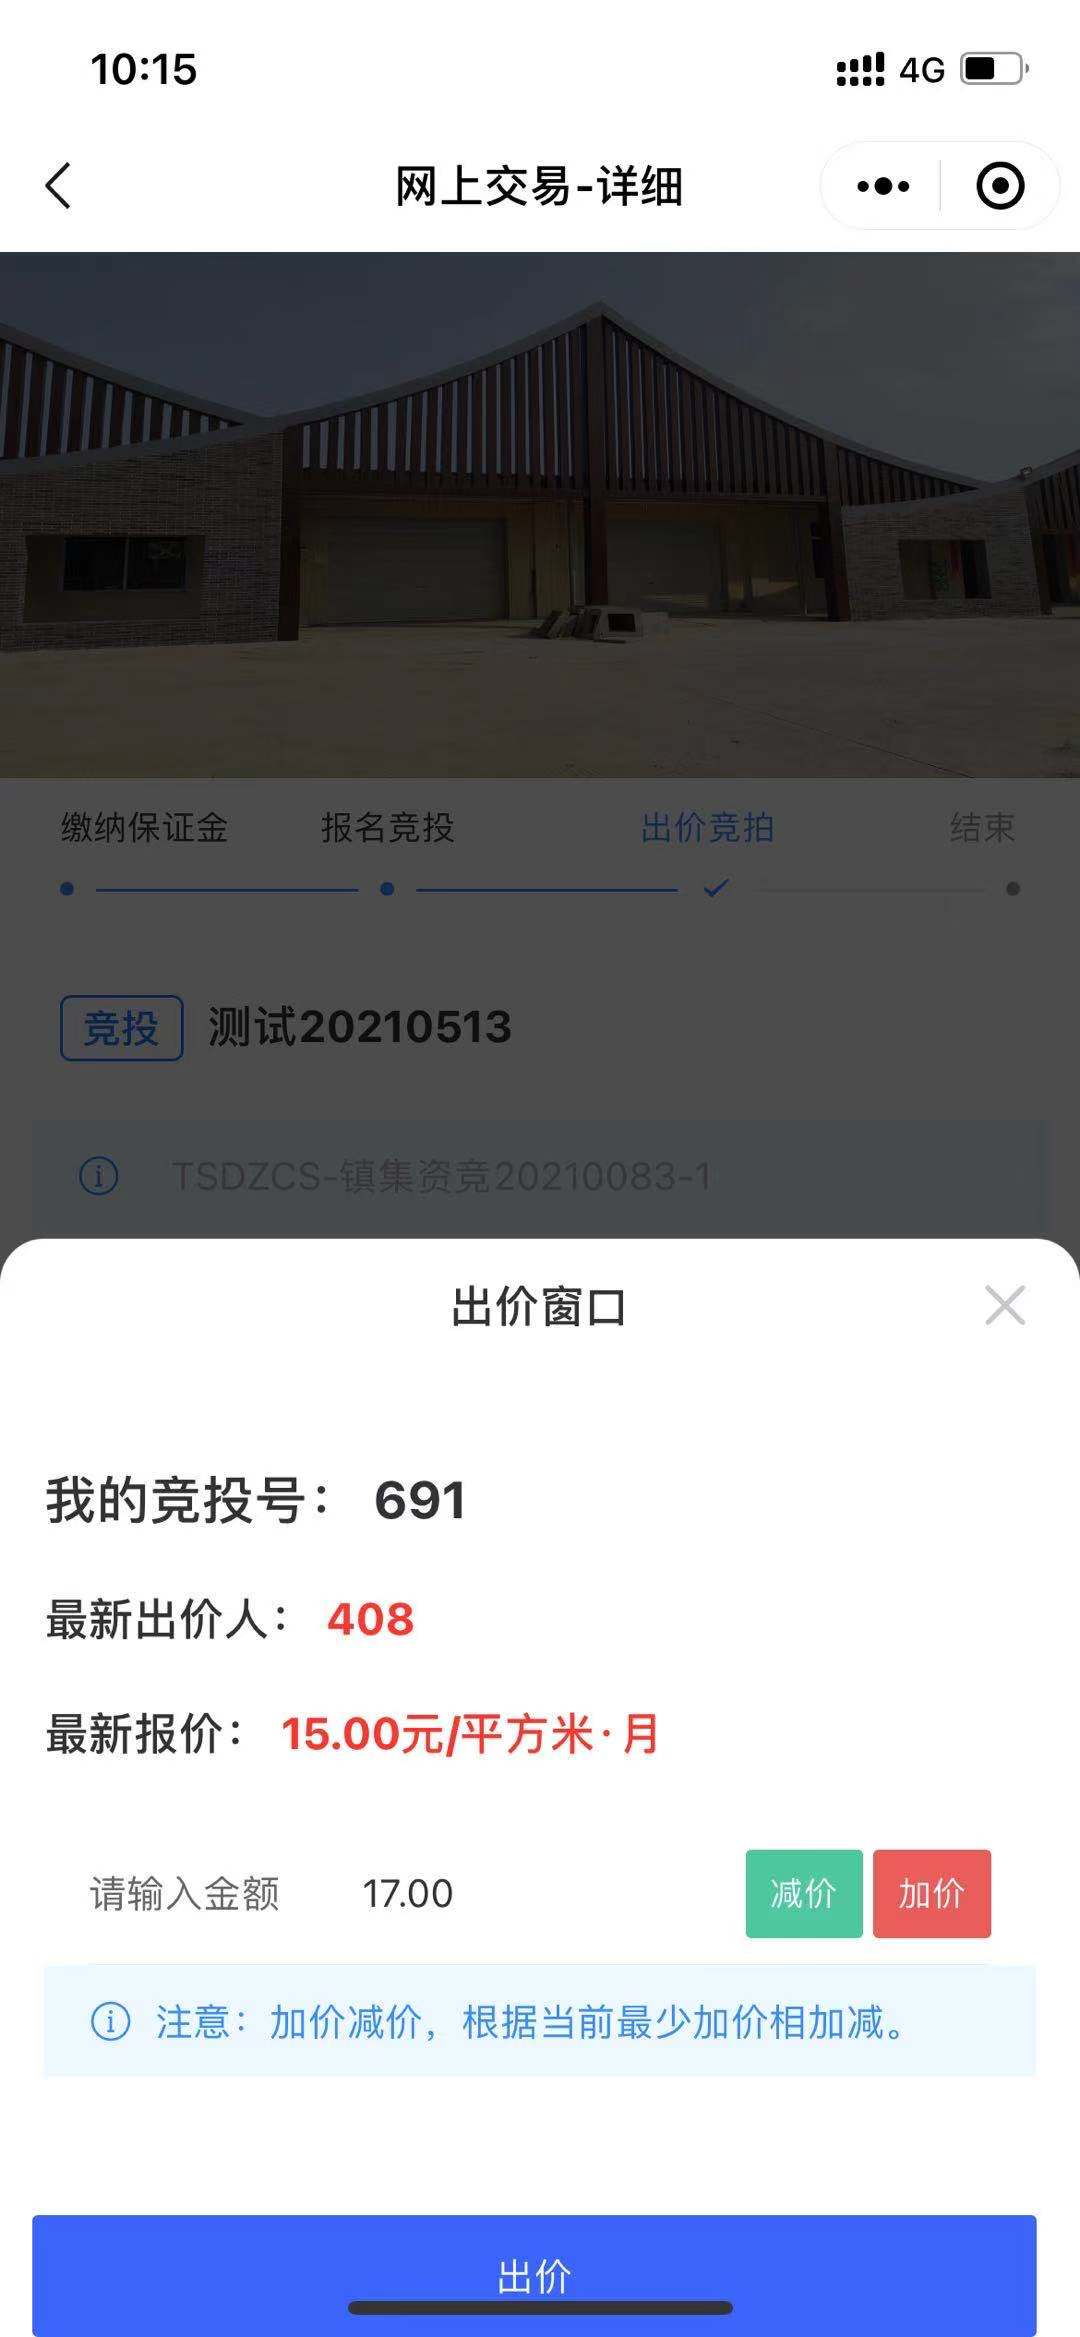 10:15
4G
网上交易-详细
缴纳保证金 报名竞投 出价竞拍 结束
竞投 测试20210513
TSDZCS-镇集资竞20210083-1
出价窗口
我的竞投号： 691
最新出价人： 408
最新报价： 15.00元/平方米·月
请输入金额 17.00 减价 加价
注意：加价减价，根据当前最少加价相加减。
出价